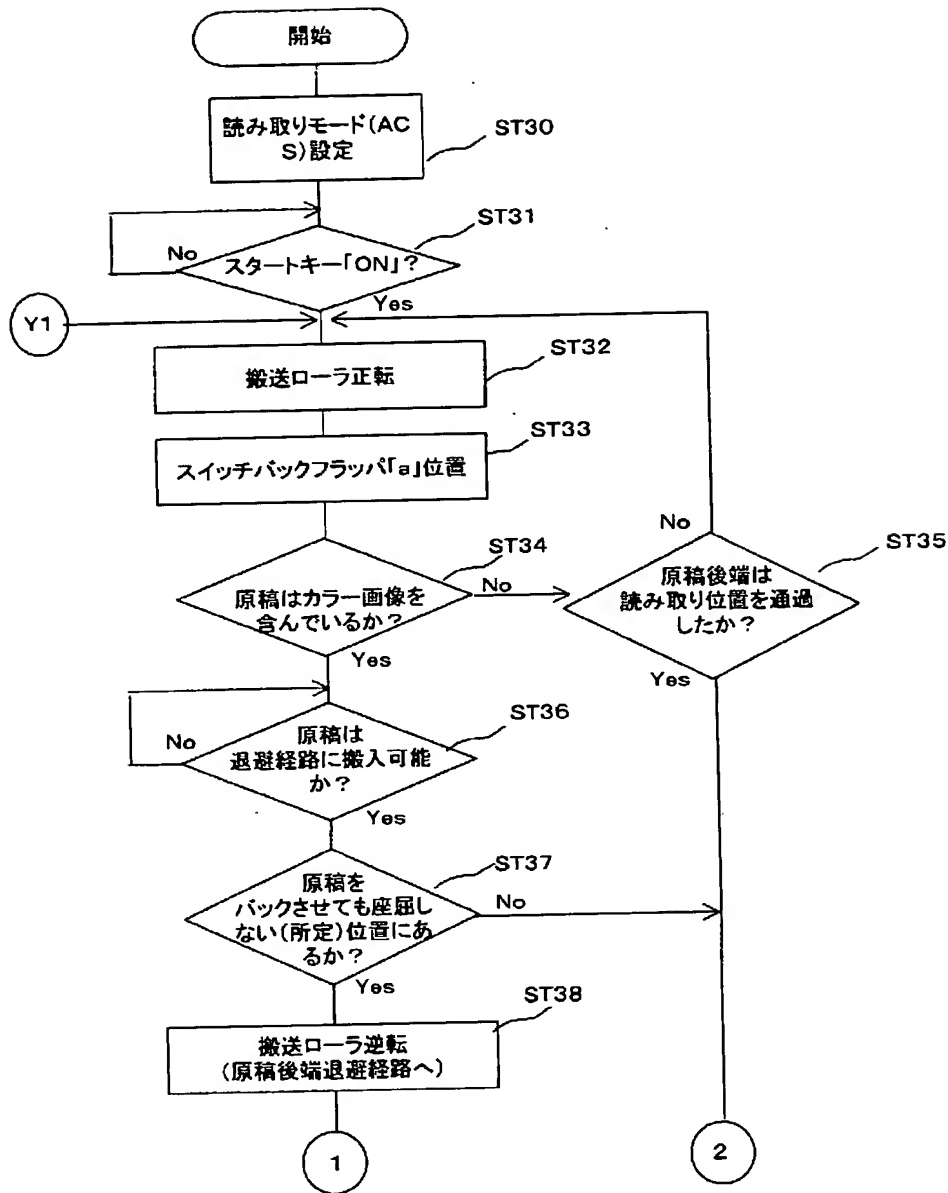 開始
読み取りモード(AC
S)設定
ST30
ST31
No
スタートキー「ON」?
Yes
Y1
ST32
搬送ローラ正転
ST33
スイッチバックフラッパ「a」位置
No
ST34
ST35
原稿はカラー画像を
含んでいるか?
No
原稿後端は
読み取り位置を通過
したか?
Yes
Yes
ST36
No
原稿は
退避経路に搬入可能
か?
Yes
ST37
原稿を
バックさせても座屈し
ない(所定)位置にあ
るか?
No
Yes
ST38
搬送ローラ逆転
(原稿後端退避経路へ)
1
2